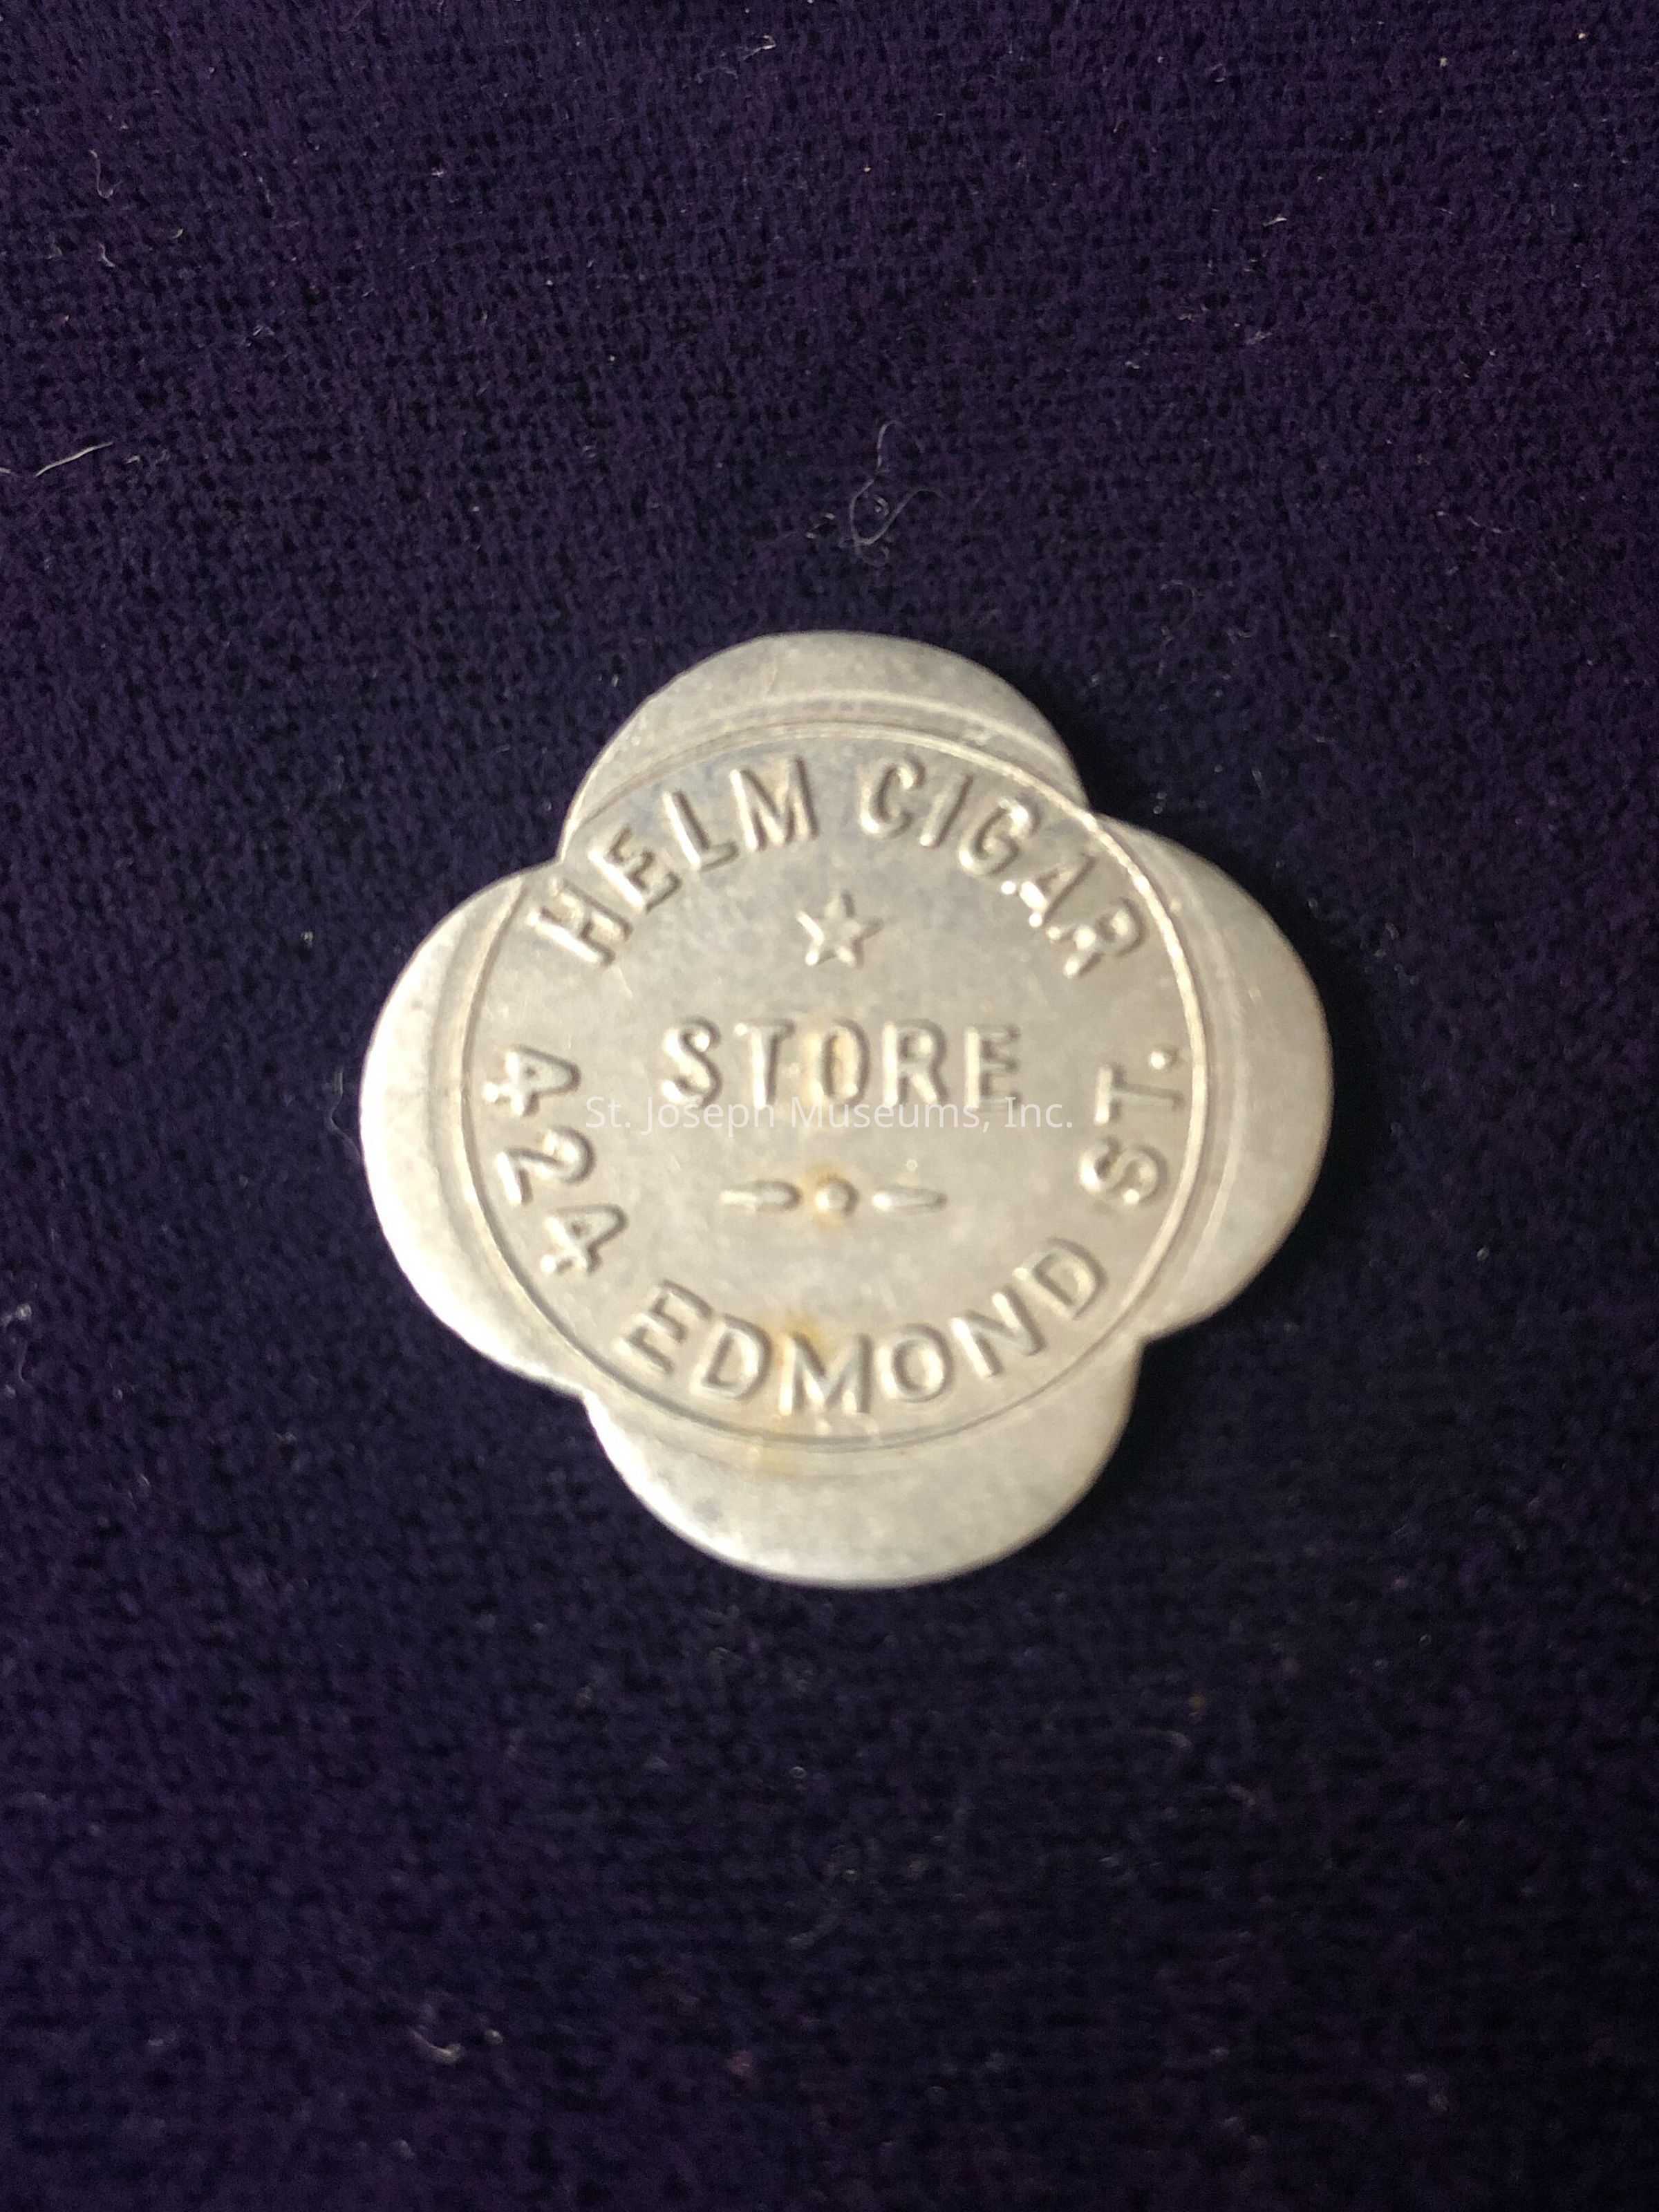 HELM CIGAR
STORE
424 EDMOND ST.
St. Joseph Museums, Inc.